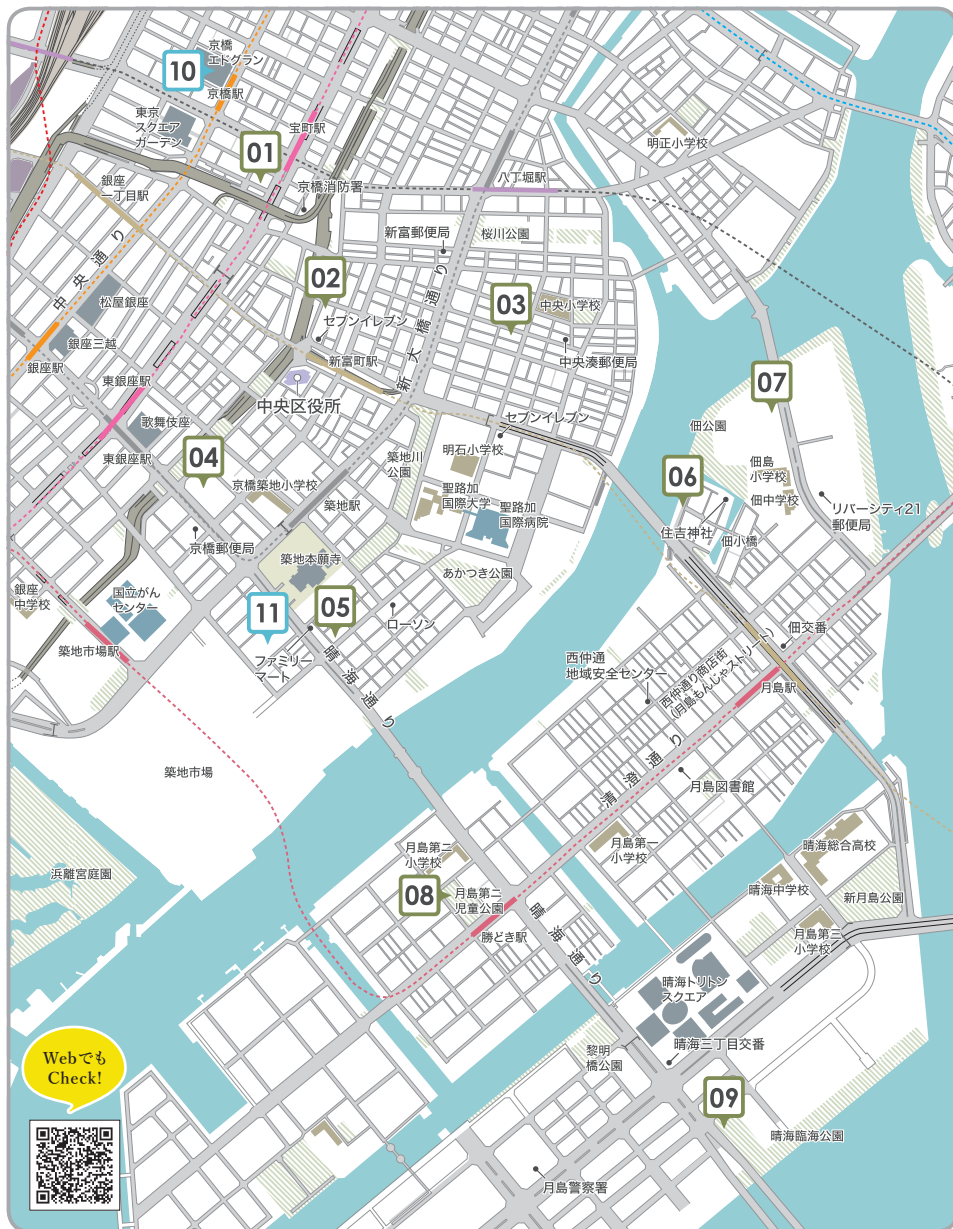 京橋
エドグラン
10
京橋駅
東京
スクエア
ガーデン
宝町駅
01
明正小学校
八丁堀駅
京橋消防署
銀座
一丁目駅
新富郵便局
桜川公園
中央通り
02
松屋銀座
03
中央小学校
セブンイレブン
新大橋通り
銀座三越
銀座駅
新富町駅
中央湊郵便局
東銀座駅
中央区役所
07
歌舞伎座
セブンイレブン
佃公園
東銀座駅
04
築地川
公園
明石小学校
佃島
小学校
京橋築地小学校
06
聖路加
国際大学
聖路加
国際病院
佃中学校
築地駅
リバーシティ21
郵便局
住吉神社
佃小橋
京橋郵便局
築地本願寺
あかつき公園
銀座
中学校
国立がん
センター
11
05
ローソン
築地市場駅
ファミリー
マート
佃交番
西仲通
地域安全センター
西仲通り商店街
(月島もんじゃストリート)
月島駅
晴海通り
築地市場
清澄通り
月島図書館
月島第二
小学校
月島第一
小学校
晴海総合高校
浜離宮庭園
08
月島第二
児童公園
晴海中学校
新月島公園
勝どき駅
晴海通り
月島第三
小学校
晴海トリトン
スクエア
Webでも
Check!
黎明
橋公園
晴海三丁目交番
09
晴海臨海公園
月島警察署